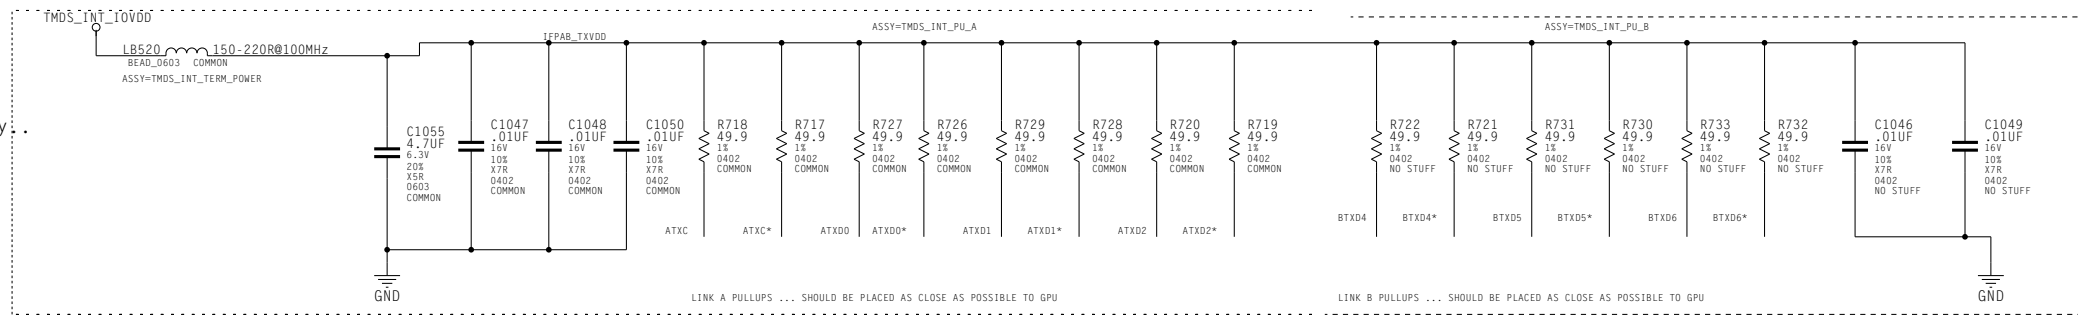 TMDS_INT_IOVDD
LB520 150-220R@100MHz
BEAD_0603 COMMON
ASSY=TMDS_INT_TERM_POWER
IFPAB_TXVDD
ASSY=TMDS_INT_PU_A
ASSY=TMDS_INT_PU_B
y..
C1055
4.7UF
6.3V
20%
X5R
0603
COMMON
C1047
.01UF
16V
10%
X7R
0402
COMMON
C1048
.01UF
16V
10%
X7R
0402
COMMON
C1050
.01UF
16V
10%
X7R
0402
COMMON
R718
49.9
1%
0402
COMMON
R717
49.9
1%
0402
COMMON
R727
49.9
1%
0402
COMMON
R726
49.9
1%
0402
COMMON
R729
49.9
1%
0402
COMMON
R728
49.9
1%
0402
COMMON
R720
49.9
1%
0402
COMMON
R719
49.9
1%
0402
COMMON
R722
49.9
1%
0402
NO STUFF
R721
49.9
1%
0402
NO STUFF
R731
49.9
1%
0402
NO STUFF
R730
49.9
1%
0402
NO STUFF
R733
49.9
1%
0402
NO STUFF
R732
49.9
1%
0402
NO STUFF
C1046
.01UF
16V
10%
X7R
0402
NO STUFF
C1049
.01UF
16V
10%
X7R
0402
NO STUFF
ATXC ATXC* ATXD0 ATXD0* ATXD1 ATXD1* ATXD2 ATXD2*
BTXD4 BTXD4* BTXD5 BTXD5* BTXD6 BTXD6*
GND
LINK A PULLUPS ... SHOULD BE PLACED AS CLOSE AS POSSIBLE TO GPU
LINK B PULLUPS ... SHOULD BE PLACED AS CLOSE AS POSSIBLE TO GPU
GND